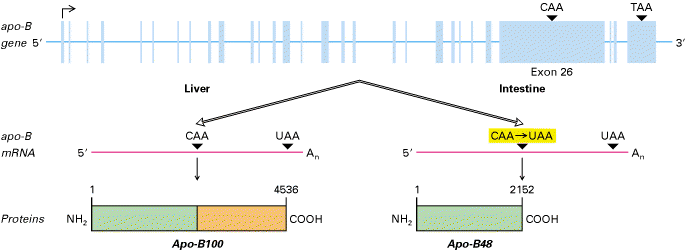 CAA TAA
apo-B
gene 5′ 3′
Exon 26
Liver Intestine
CAA UAA CAA→UAA UAA
apo-B
mRNA 5′ An 5′ An
1 4536 1 2152
Proteins NH2 COOH NH2 COOH
Apo-B100 Apo-B48